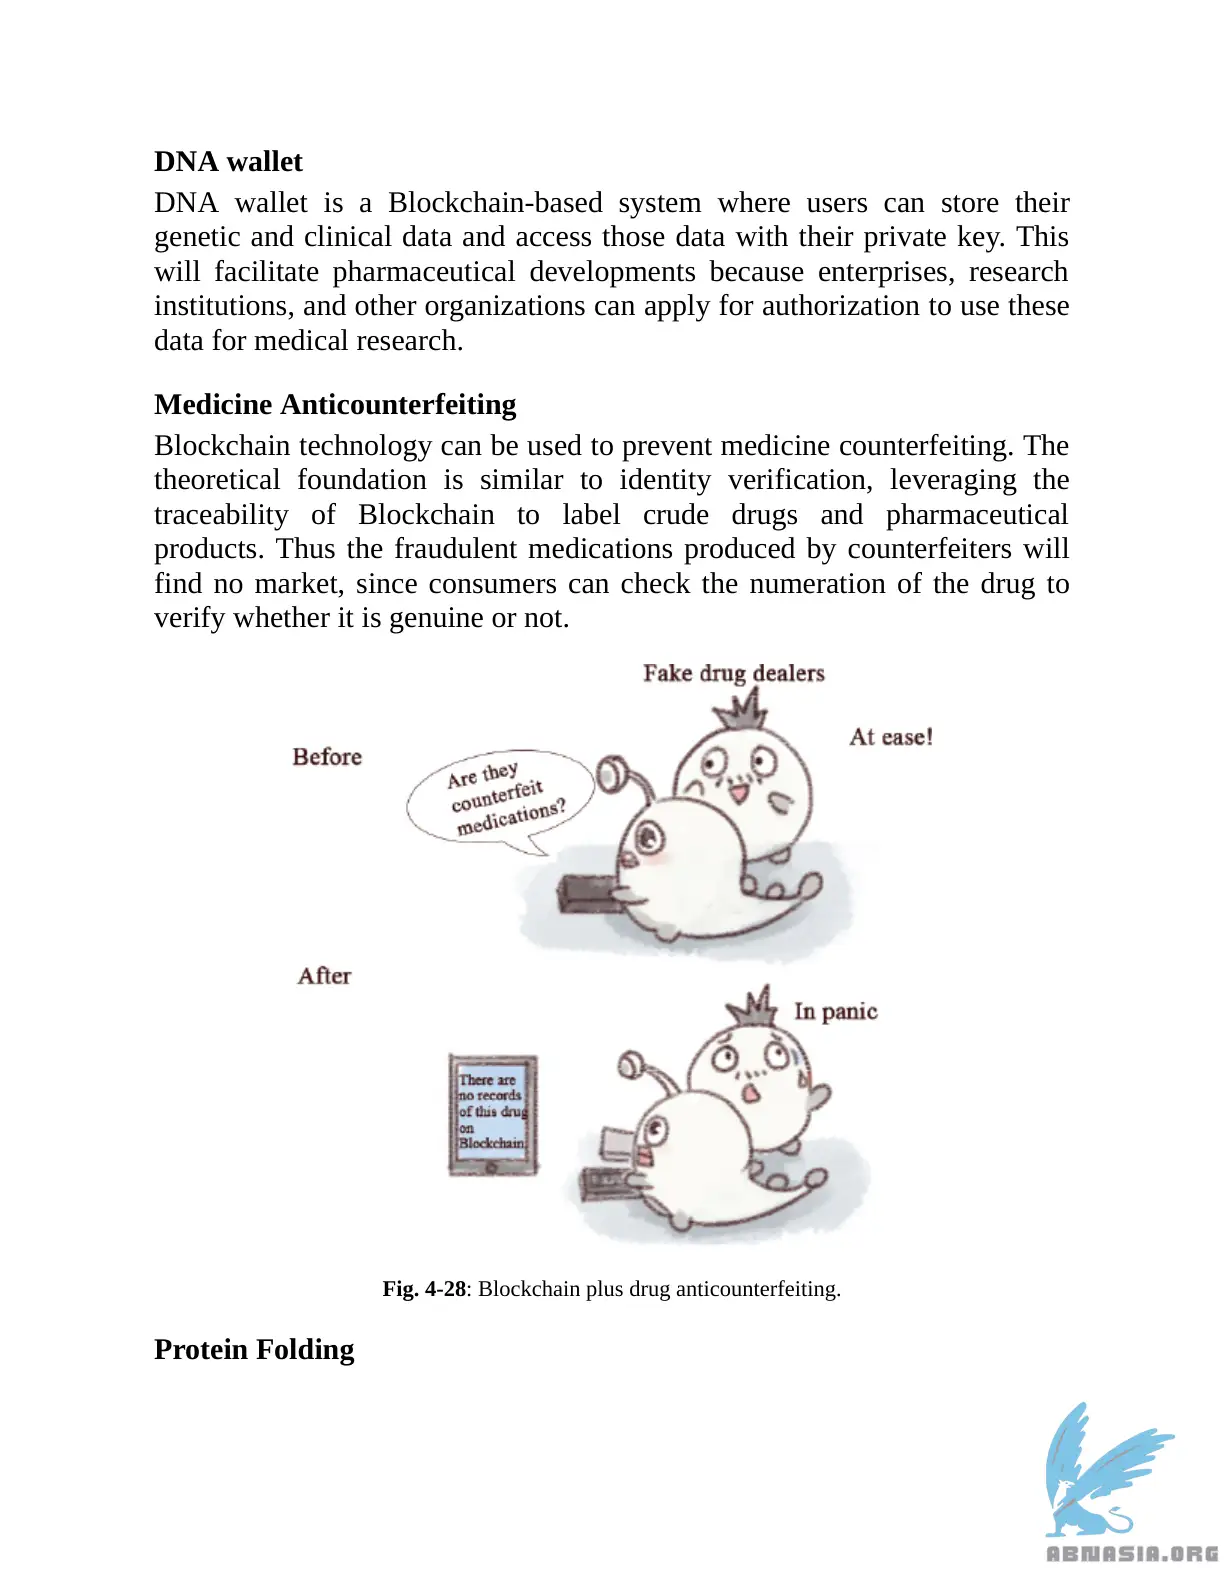 DNA wallet
DNA wallet is a Blockchain-based system where users can store their
genetic and clinical data and access those data with their private key. This
will facilitate pharmaceutical developments because enterprises, research
institutions, and other organizations can apply for authorization to use these
data for medical research.
Medicine Anticounterfeiting
Blockchain technology can be used to prevent medicine counterfeiting. The
theoretical foundation is similar to identity verification, leveraging the
traceability of Blockchain to label crude drugs and pharmaceutical
products. Thus the fraudulent medications produced by counterfeiters will
find no market, since consumers can check the numeration of the drug to
verify whether it is genuine or not.
Fake drug dealers
At ease!
Before
Are they
counterfeit
medications?
After
In panic
There are
no records
of this drug
on
Blockchain
Fig. 4-28: Blockchain plus drug anticounterfeiting.
Protein Folding
ABNASIA.ORG